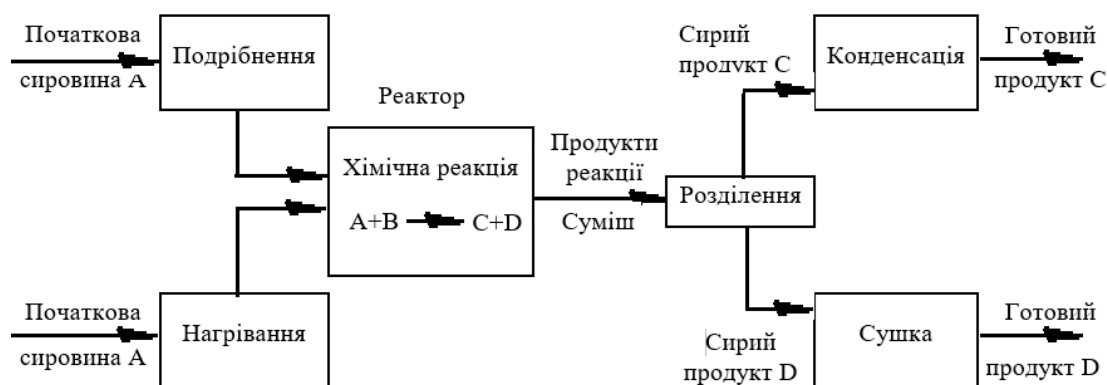 Початкова
сировина А
Подрібнення
Реактор
Хімічна реакція
А+В
С+D
Початкова
сировина А
Нагрівання
Продукти
реакції
Суміш
Розділення
Сирий
продукт С
Конденсація
Готовий
продукт С
Сирий
продукт D
Сушка
Готовий
продукт D